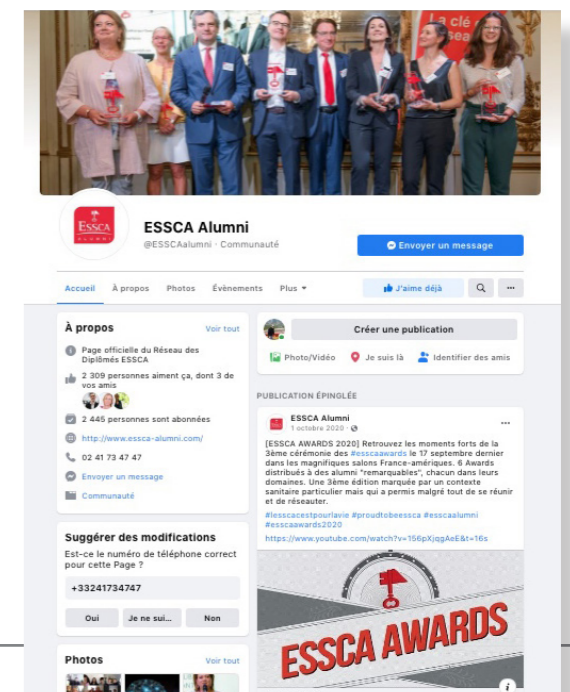 La clé
ESSCA
ALUMNI
ESSCA Alumni
@ESSCAalumni · Communauté
Envoyer un message
Accueil
À propos
Photos
Évènements
Plus
J'aime déjà
À propos
Voir tout
Page officielle du Réseau des
Diplômés ESSCA
2 309 personnes aiment ça, dont 3 de
vos amis
2 445 personnes sont abonnées
http://www.essca-alumni.com/
02 41 73 47 47
Envoyer un message
Communauté
Suggérer des modifications
Est-ce le numéro de téléphone correct
pour cette Page ?
+33241734747
Oui
Je ne sui...
Non
Photos
Voir tout
Créer une publication
Photo/Vidéo
Je suis là
Identifier des amis
PUBLICATION ÉPINGLÉE
ESSCA Alumni
1 octobre 2020 ·
[ESSCA AWARDS 2020] Retrouvez les moments forts de la
3ème cérémonie des #esscaawards le 17 septembre dernier
dans les magnifiques salons France-amériques. 6 Awards
distribués à des alumni "remarquables", chacun dans leurs
domaines. Une 3ème édition marquée par un contexte
sanitaire particulier mais qui a permis malgré tout de se réunir
et de réseauter.
#lesscacestpourlavie #proudtobeessca #esscaalumni
#esscaawards2020
https://www.youtube.com/watch?v=156pXjqgAeE&t=16s
ESSCA AWARDS